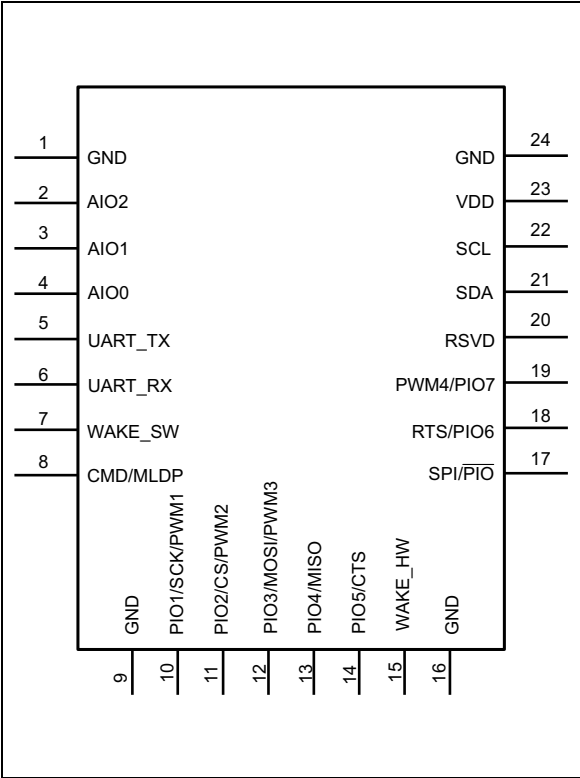 1 GND
2 AIO2
3 AIO1
4 AIO0
5 UART_TX
6 UART_RX
7 WAKE_SW
8 CMD/MLDP
GND 24
VDD 23
SCL 22
SDA 21
RSVD 20
PWM4/PIO7 19
RTS/PIO6 18
SPI/P̅I̅O̅ 17
GND 9
PIO1/SCK/PWM1 10
PIO2/CS/PWM2 11
PIO3/MOSI/PWM3 12
PIO4/MISO 13
PIO5/CTS 14
WAKE_HW 15
GND 16